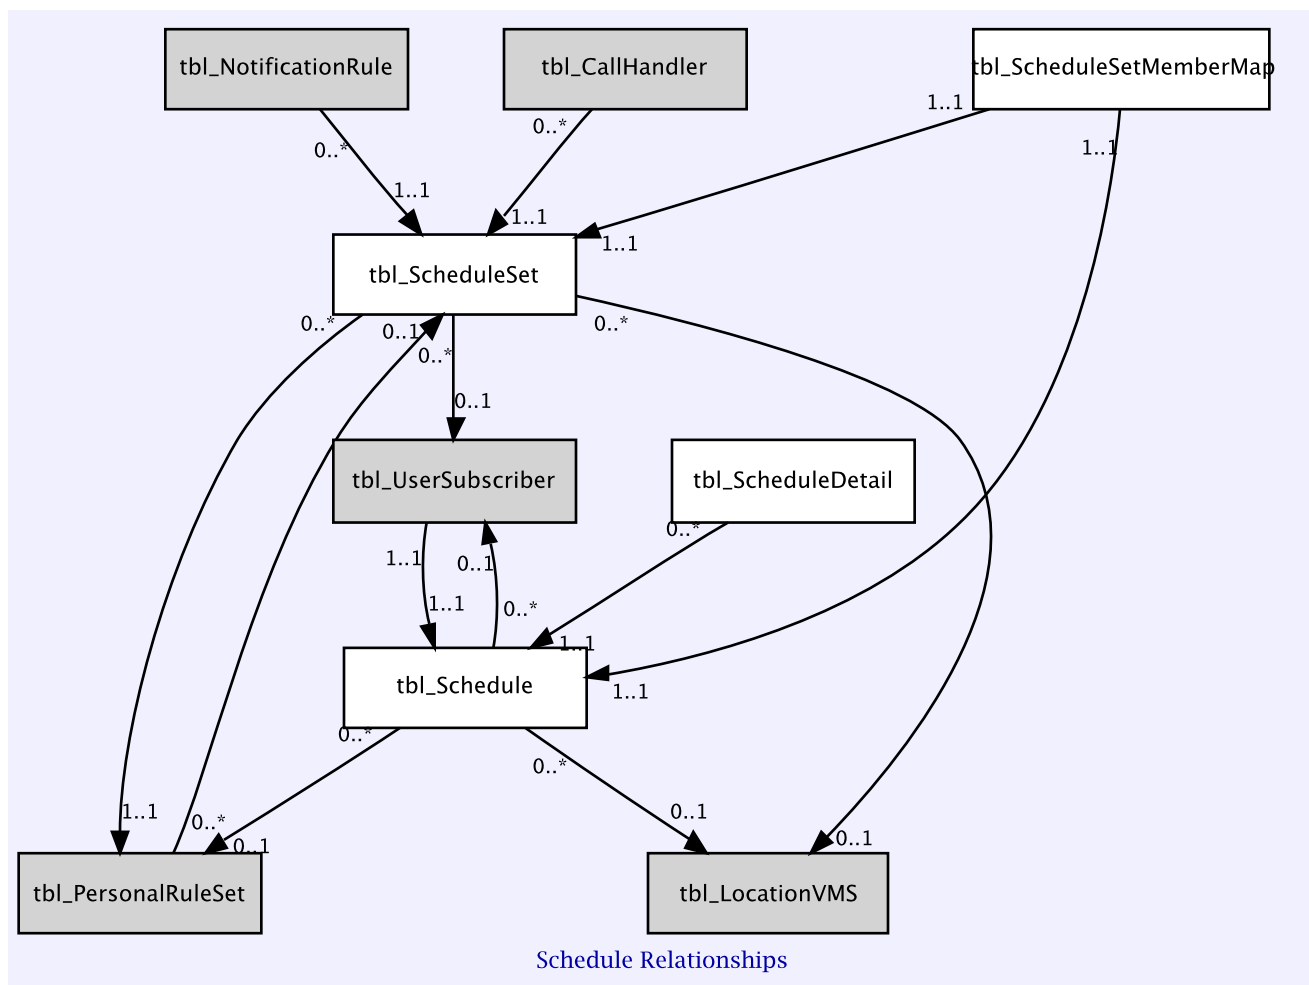 tbl_NotificationRule
tbl_CallHandler
tbl_ScheduleSetMemberMap
1..1
0..*
0..*
1..1
1..1
1..1
1..1
tbl_ScheduleSet
0..*
0..1
0..*
0..*
0..1
tbl_UserSubscriber
tbl_ScheduleDetail
0..*
1..1
0..1
1..1
0..*
1..1
tbl_Schedule
1..1
0..*
0..*
1..1
0..*
0..1
0..1
0..1
tbl_PersonalRuleSet
tbl_LocationVMS
Schedule Relationships